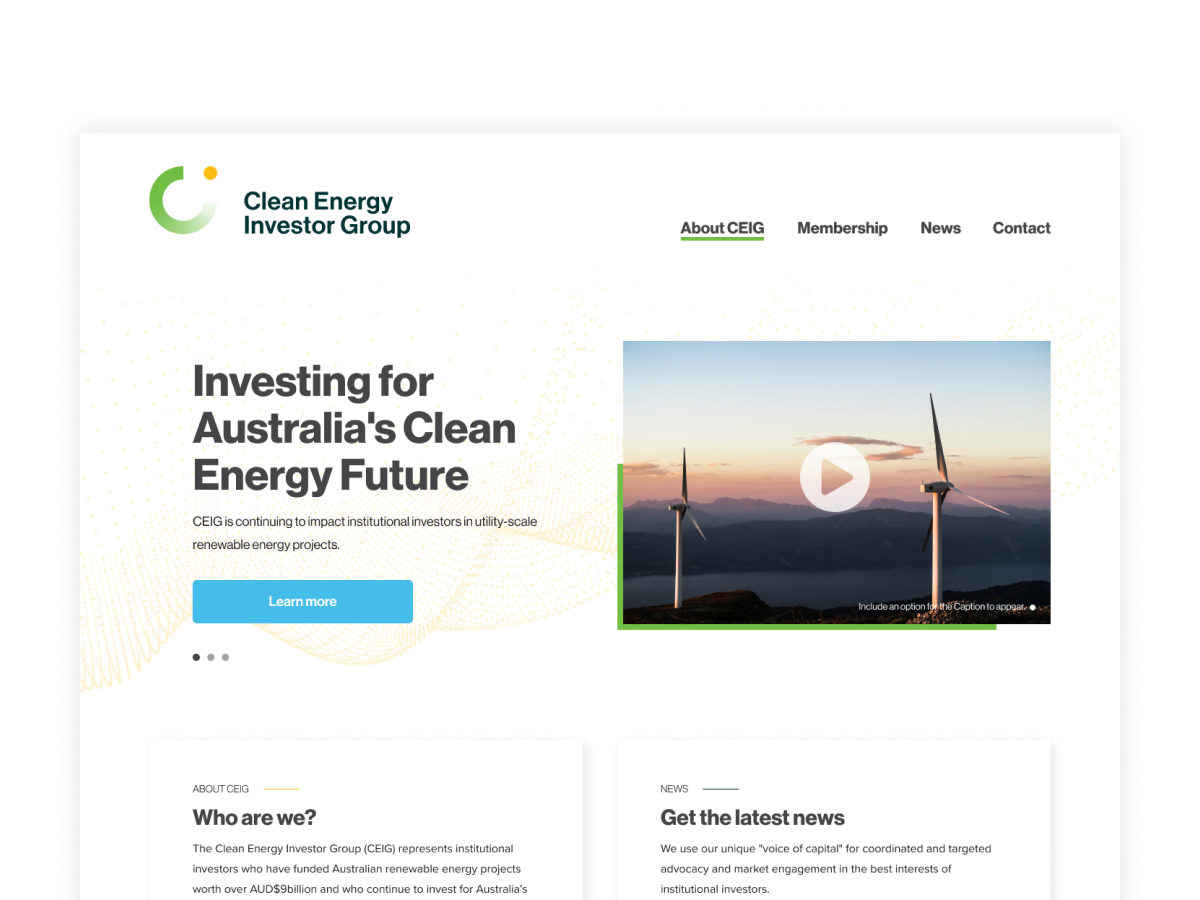 Clean Energy
Investor Group
About CEIG
Membership
News
Contact
Investing for
Australia's Clean
Energy Future
CEIG is continuing to impact institutional investors in utility-scale
renewable energy projects.
Learn more
Include an option for the Caption to appear.
ABOUT CEIG
Who are we?
The Clean Energy Investor Group (CEIG) represents institutional
investors who have funded Australian renewable energy projects
worth over AUD$9billion and who continue to invest for Australia's
NEWS
Get the latest news
We use our unique "voice of capital" for coordinated and targeted
advocacy and market engagement in the best interests of
institutional investors.